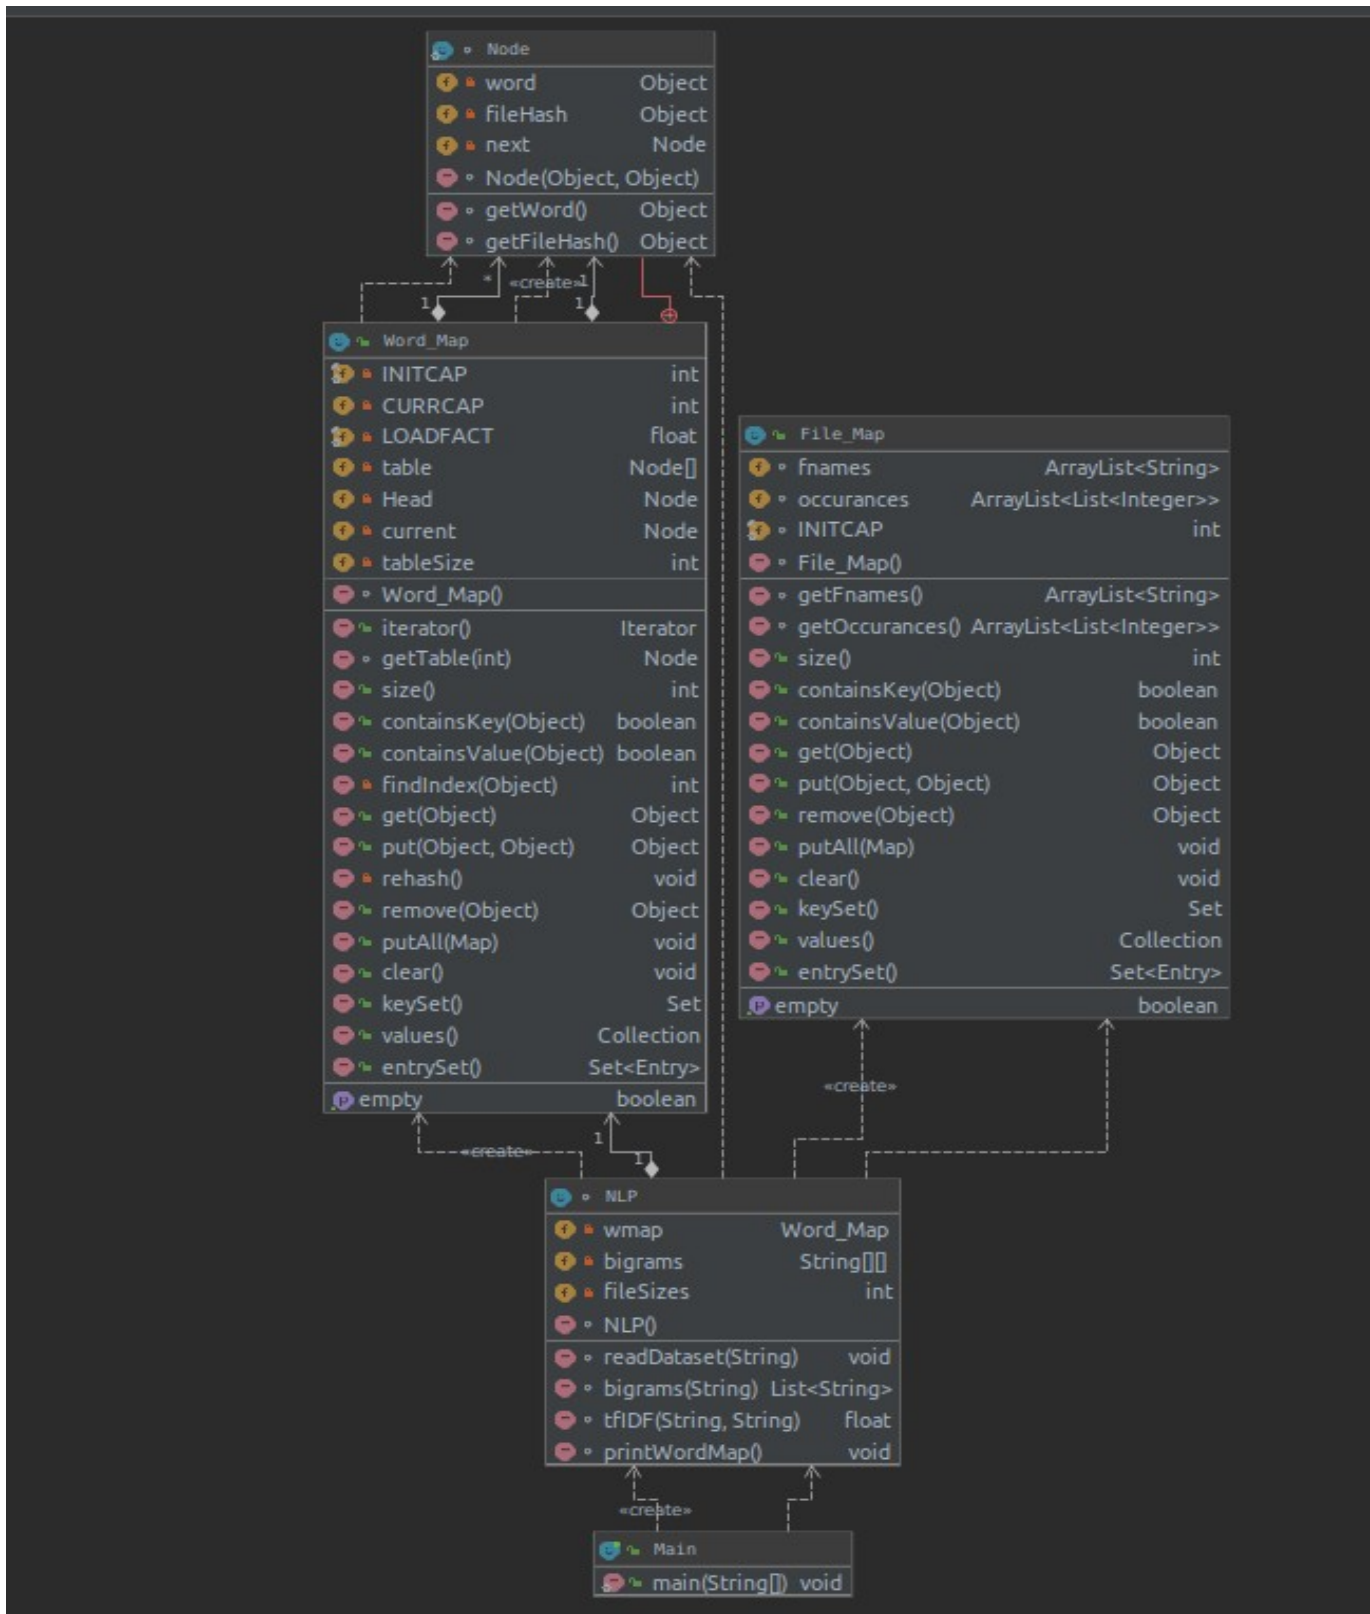 Node
word Object
fileHash Object
next Node
Node(Object, Object)
getWord() Object
getFileHash() Object
* «create» 1
1 1
Word_Map
INITCAP int
CURRCAP int
LOADFACT float
table Node[]
Head Node
current Node
tableSize int
Word_Map()
iterator() Iterator
getTable(int) Node
size() int
containsKey(Object) boolean
containsValue(Object) boolean
findIndex(Object) int
get(Object) Object
put(Object, Object) Object
rehash() void
remove(Object) Object
putAll(Map) void
clear() void
keySet() Set
values() Collection
entrySet() Set<Entry>
empty boolean
File_Map
fnames ArrayList<String>
occurances ArrayList<List<Integer>>
INITCAP int
File_Map()
getFnames() ArrayList<String>
getOccurances() ArrayList<List<Integer>>
size() int
containsKey(Object) boolean
containsValue(Object) boolean
get(Object) Object
put(Object, Object) Object
remove(Object) Object
putAll(Map) void
clear() void
keySet() Set
values() Collection
entrySet() Set<Entry>
empty boolean
«create»
1
«create» 1
NLP
wmap Word_Map
bigrams String[][]
fileSizes int
NLP()
readDataset(String) void
bigrams(String) List<String>
tfIDF(String, String) float
printWordMap() void
«create»
Main
main(String[]) void